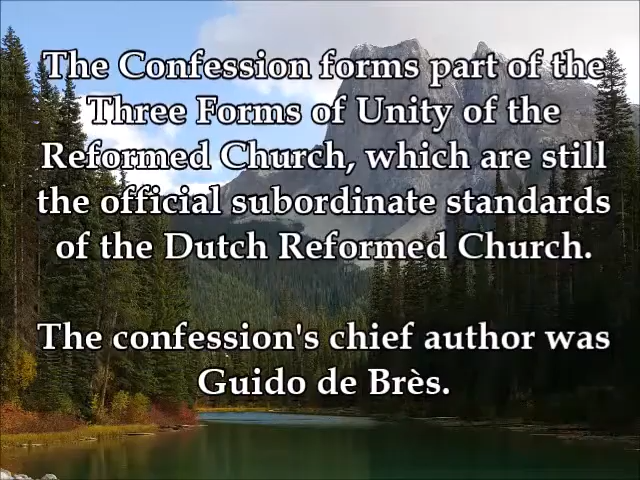 The Confession forms part of the
Three Forms of Unity of the
Reformed Church, which are still
the official subordinate standards
of the Dutch Reformed Church.
The confession's chief author was
Guido de Brès.